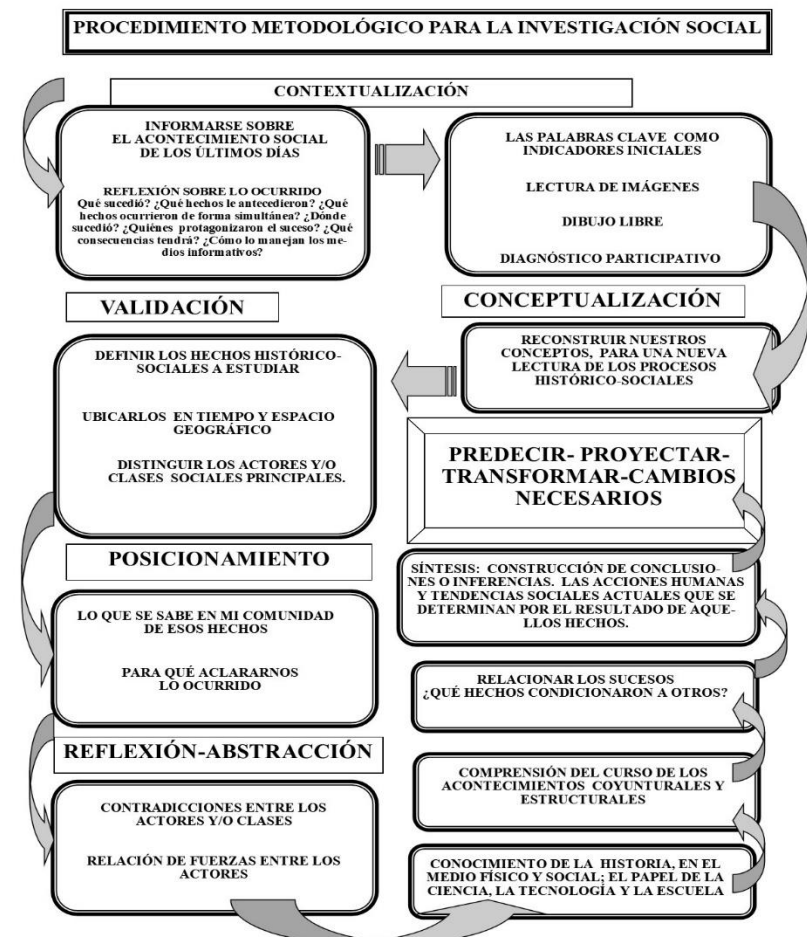 PROCEDIMIENTO METODOLÓGICO PARA LA INVESTIGACIÓN SOCIAL
CONTEXTUALIZACIÓN
INFORMARSE SOBRE
EL ACONTECIMIENTO SOCIAL
DE LOS ÚLTIMOS DÍAS
REFLEXIÓN SOBRE LO OCURRIDO
Qué sucedió? ¿Qué hechos le antecedieron? ¿Qué
hechos ocurrieron de forma simultánea? ¿Dónde
sucedió? ¿Quiénes protagonizaron el suceso? ¿Qué
consecuencias tendrá? ¿Cómo lo manejan los me-
dios informativos?
LAS PALABRAS CLAVE COMO
INDICADORES INICIALES
LECTURA DE IMÁGENES
DIBUJO LIBRE
DIAGNÓSTICO PARTICIPATIVO
CONCEPTUALIZACIÓN
RECONSTRUIR NUESTROS
CONCEPTOS, PARA UNA NUEVA
LECTURA DE LOS PROCESOS
HISTÓRICO-SOCIALES
VALIDACIÓN
DEFINIR LOS HECHOS HISTÓRICO-
SOCIALES A ESTUDIAR
UBICARLOS EN TIEMPO Y ESPACIO
GEOGRÁFICO
DISTINGUIR LOS ACTORES Y/O
CLASES SOCIALES PRINCIPALES.
POSICIONAMIENTO
LO QUE SE SABE EN MI COMUNIDAD
DE ESOS HECHOS
PARA QUÉ ACLARARNOS
LO OCURRIDO
REFLEXIÓN-ABSTRACCIÓN
CONTRADICCIONES ENTRE LOS
ACTORES Y/O CLASES
RELACIÓN DE FUERZAS ENTRE LOS
ACTORES
PREDECIR- PROYECTAR-
TRANSFORMAR-CAMBIOS
NECESARIOS
SÍNTESIS: CONSTRUCCIÓN DE CONCLUSIO-
NES O INFERENCIAS. LAS ACCIONES HUMANAS
Y TENDENCIAS SOCIALES ACTUALES QUE SE
DETERMINAN POR EL RESULTADO DE AQUE-
LLOS HECHOS.
RELACIONAR LOS SUCESOS
¿QUÉ HECHOS CONDICIONARON A OTROS?
COMPRENSIÓN DEL CURSO DE LOS
ACONTECIMIENTOS COYUNTURALES Y
ESTRUCTURALES
CONOCIMIENTO DE LA HISTORIA, EN EL
MEDIO FÍSICO Y SOCIAL; EL PAPEL DE LA
CIENCIA, LA TECNOLOGÍA Y LA ESCUELA